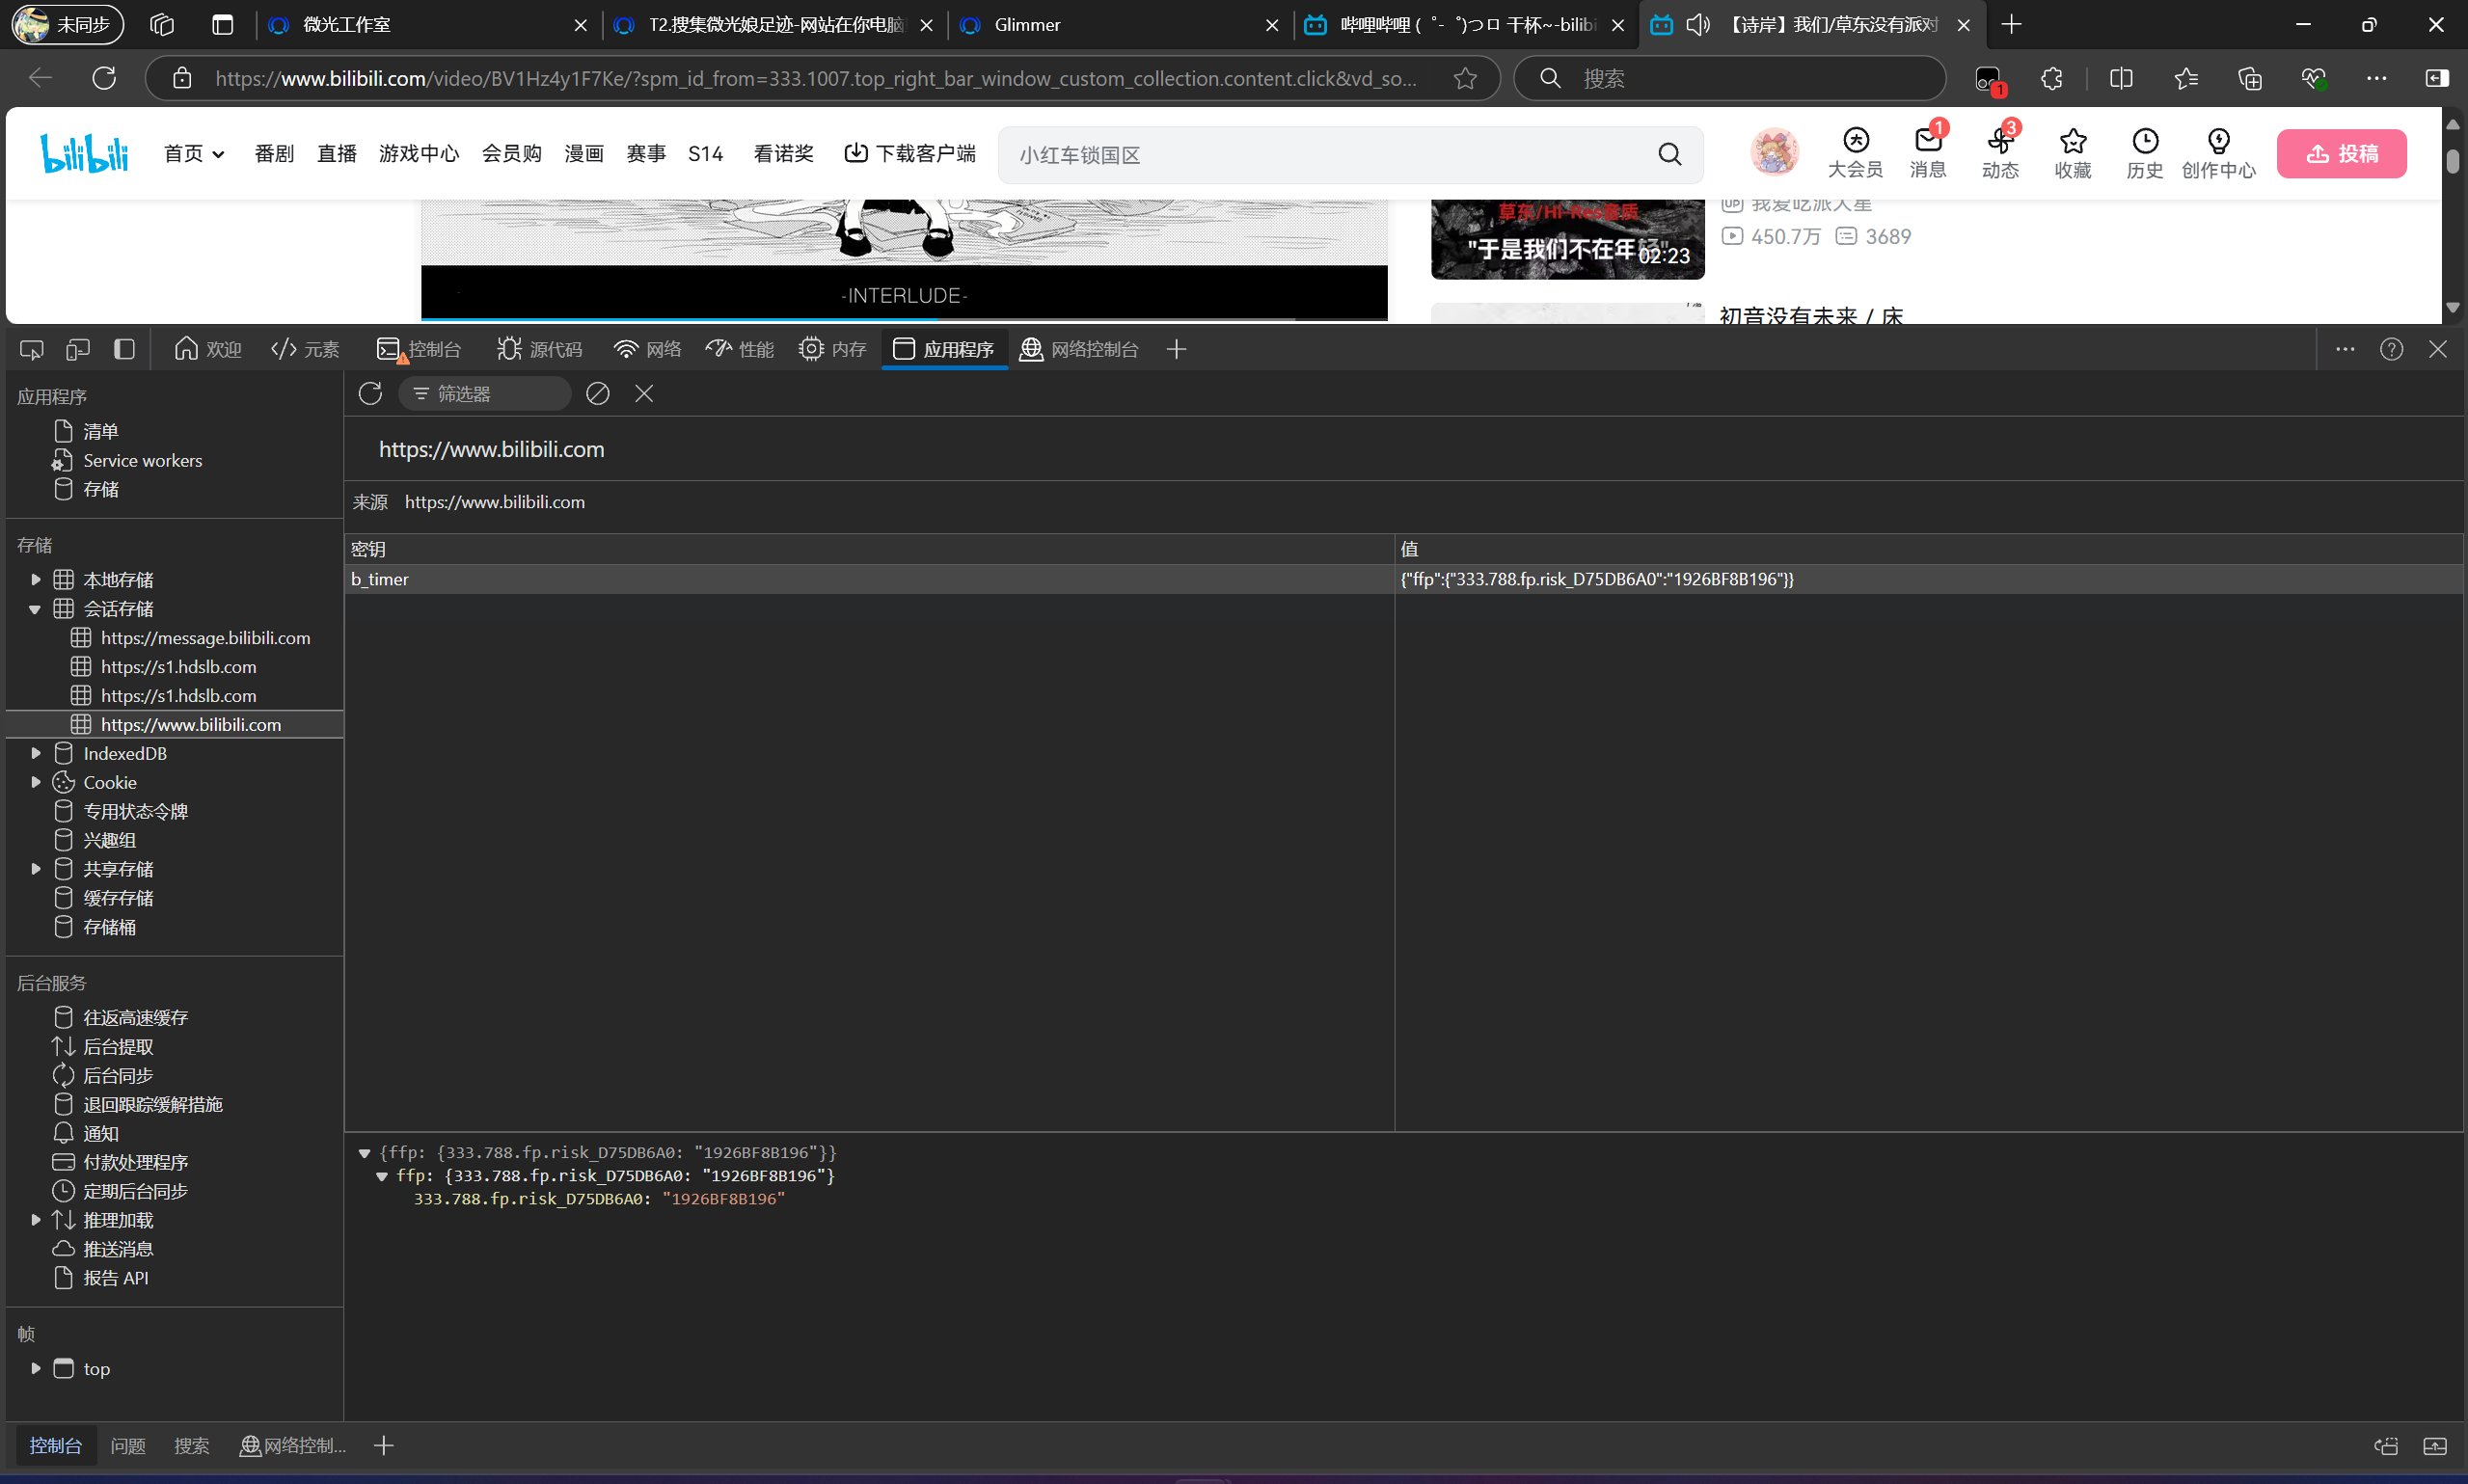 未同步
微光工作室
T2.搜集微光娘足迹-网站在你电脑
Glimmer
哔哩哔哩 (゜-゜)つロ 干杯~-bilibi
【诗岸】我们/草东没有派对
https://www.bilibili.com/video/BV1Hz4y1F7Ke/?spm_id_from=333.1007.top_right_bar_window_custom_collection.content.click&vd_so...
搜索
1
bilibili
首页
番剧
直播
游戏中心
会员购
漫画
赛事
S14
看诺奖
下载客户端
小红车锁国区
大会员
1
消息
3
动态
收藏
历史
创作中心
投稿
-INTERLUDE-
草东/Hi-Res音质
"于是我们不在年轻"
02:23
UP 我爱吃派大星
450.7万 3689
初音没有未来 / 床
欢迎
元素
控制台
源代码
网络
性能
内存
应用程序
网络控制台
应用程序
清单
Service workers
存储
存储
本地存储
会话存储
https://message.bilibili.com
https://s1.hdslb.com
https://s1.hdslb.com
https://www.bilibili.com
IndexedDB
Cookie
专用状态令牌
兴趣组
共享存储
缓存存储
存储桶
后台服务
往返高速缓存
后台提取
后台同步
退回跟踪缓解措施
通知
付款处理程序
定期后台同步
推理加载
推送消息
报告 API
帧
top
筛选器
https://www.bilibili.com
来源 https://www.bilibili.com
密钥 值
b_timer {"ffp":{"333.788.fp.risk_D75DB6A0":"1926BF8B196"}}
{ffp: {333.788.fp.risk_D75DB6A0: "1926BF8B196"}}
ffp: {333.788.fp.risk_D75DB6A0: "1926BF8B196"}
333.788.fp.risk_D75DB6A0: "1926BF8B196"
控制台
问题
搜索
网络控制...